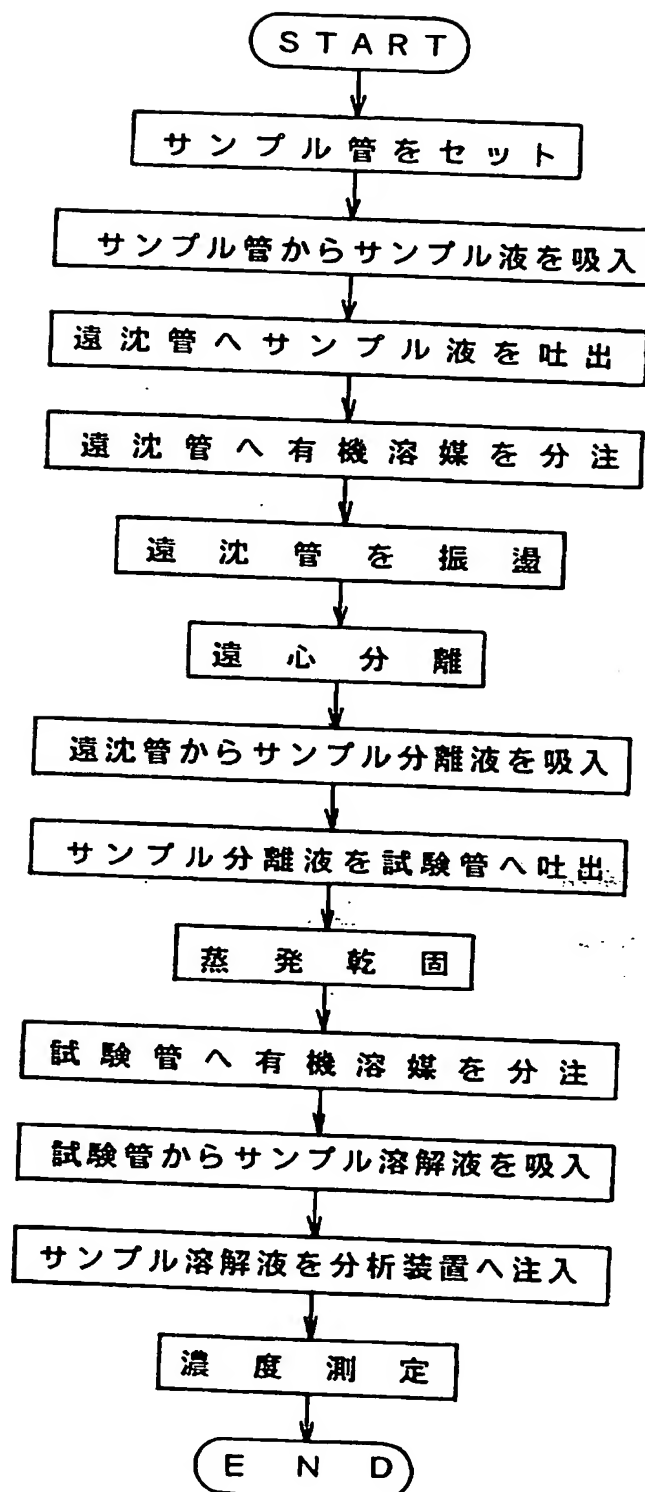 START
サンプル管をセット
サンプル管からサンプル液を吸入
遠沈管へサンプル液を吐出
遠沈管へ有機溶媒を分注
遠沈管を振盪
遠心分離
遠沈管からサンプル分離液を吸入
サンプル分離液を試験管へ吐出
蒸発乾固
試験管へ有機溶媒を分注
試験管からサンプル溶解液を吸入
サンプル溶解液を分析装置へ注入
濃度測定
END